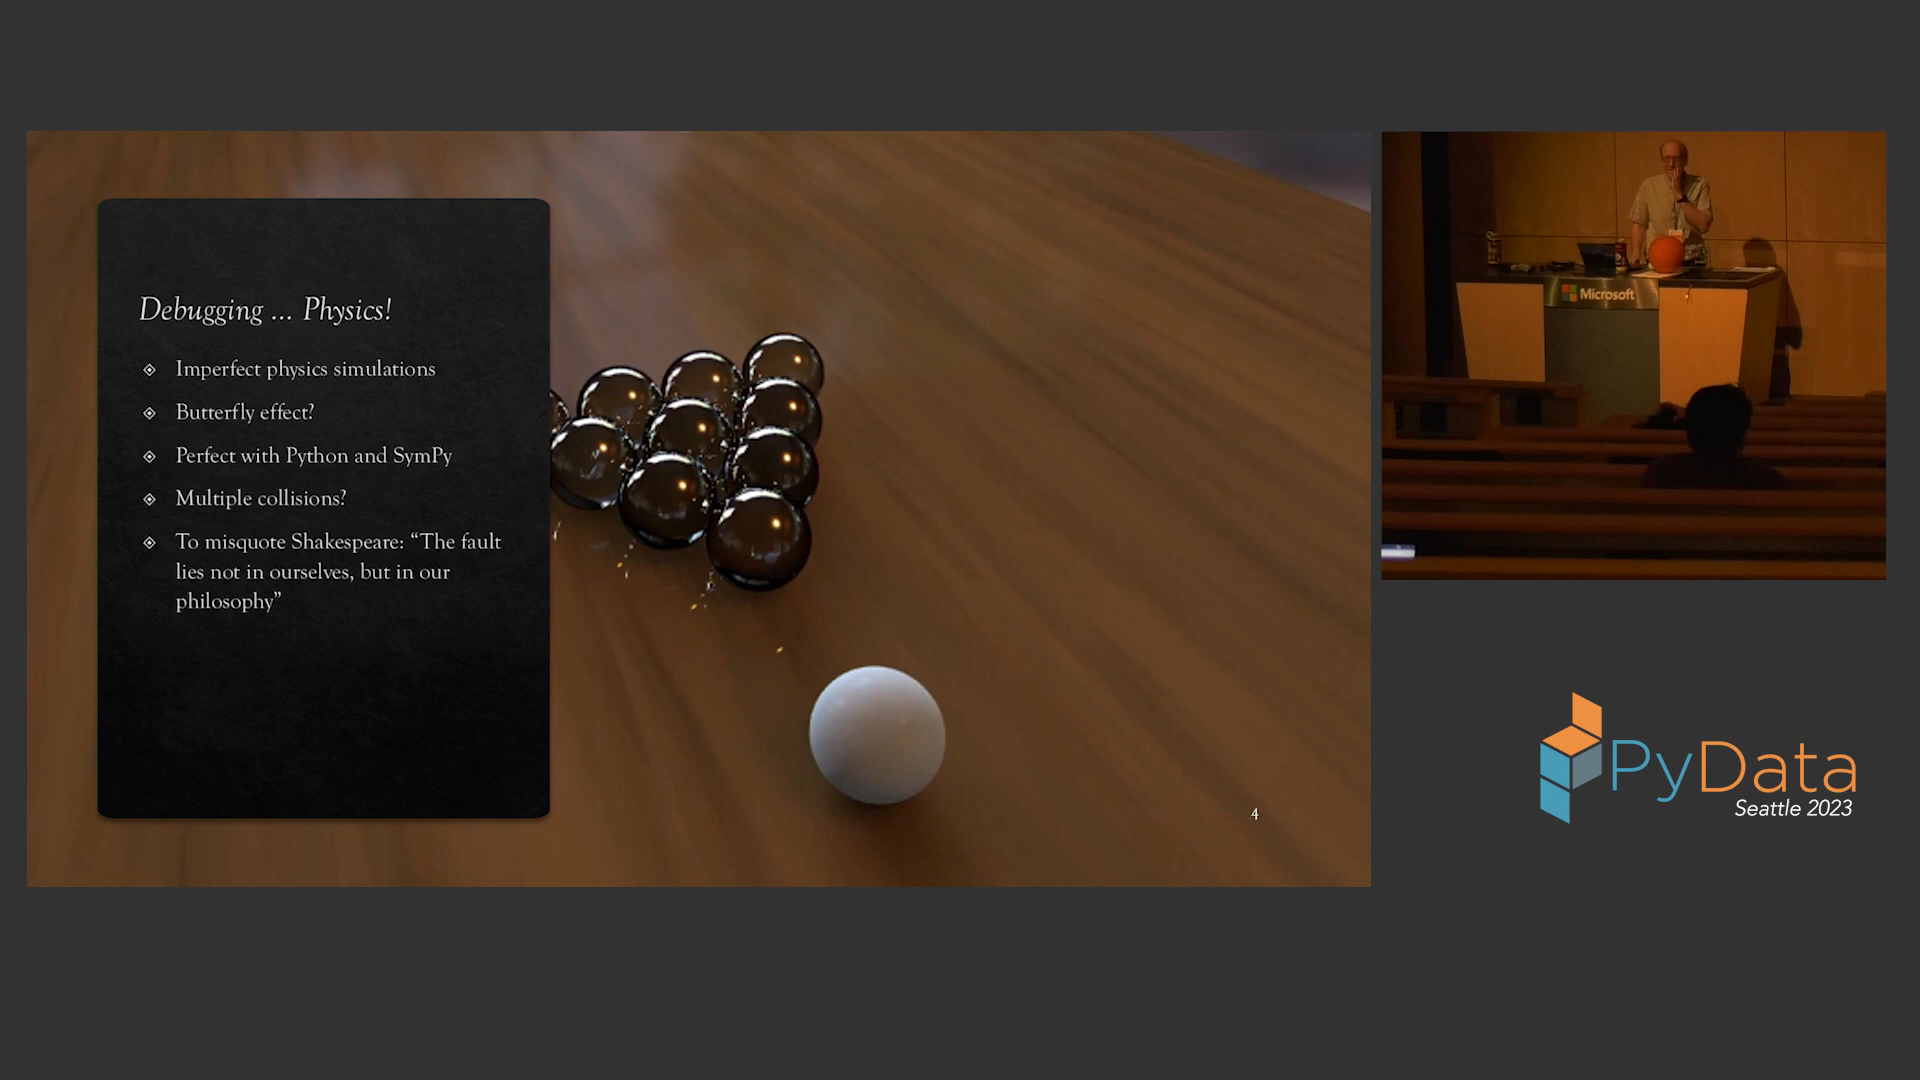 Debugging ... Physics!
Imperfect physics simulations
Butterfly effect?
Perfect with Python and SymPy
Multiple collisions?
To misquote Shakespeare: “The fault
lies not in ourselves, but in our
philosophy”
4
Microsoft
PyData
Seattle 2023